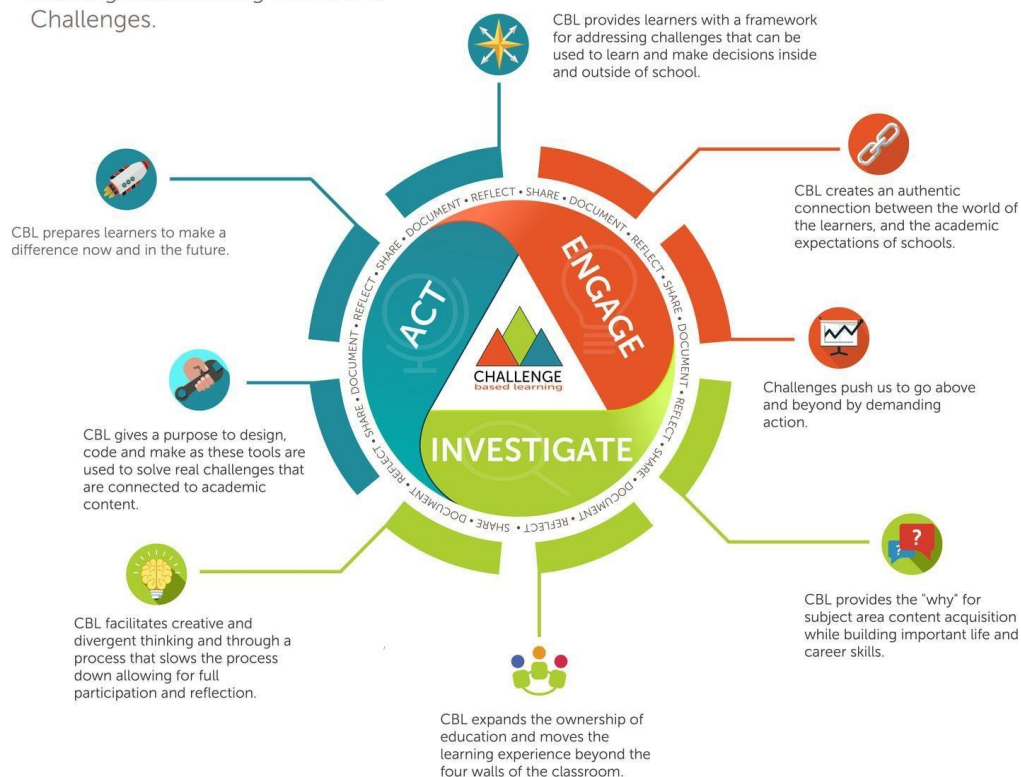 Challenges.
CBL provides learners with a framework
for addressing challenges that can be
used to learn and make decisions inside
and outside of school.
CBL creates an authentic
connection between the world of
the learners, and the academic
expectations of schools.
CBL prepares learners to make a
difference now and in the future.
Challenges push us to go above
and beyond by demanding
action.
CBL gives a purpose to design,
code and make as these tools are
used to solve real challenges that
are connected to academic
content.
CBL provides the "why" for
subject area content acquisition
while building important life and
career skills.
CBL facilitates creative and
divergent thinking and through a
process that slows the process
down allowing for full
participation and reflection.
CBL expands the ownership of
education and moves the
learning experience beyond the
four walls of the classroom.
ACT
ENGAGE
INVESTIGATE
CHALLENGE
based learning
SHARE • DOCUMENT • REFLECT • SHARE • DOCUMENT • REFLECT • SHARE • DOCUMENT • REFLECT • SHARE • DOCUMENT • REFLECT • SHARE • DOCUMENT • REFLECT • SHARE • DOCUMENT • REFLECT • SHARE • DOCUMENT • REFLECT
?
?